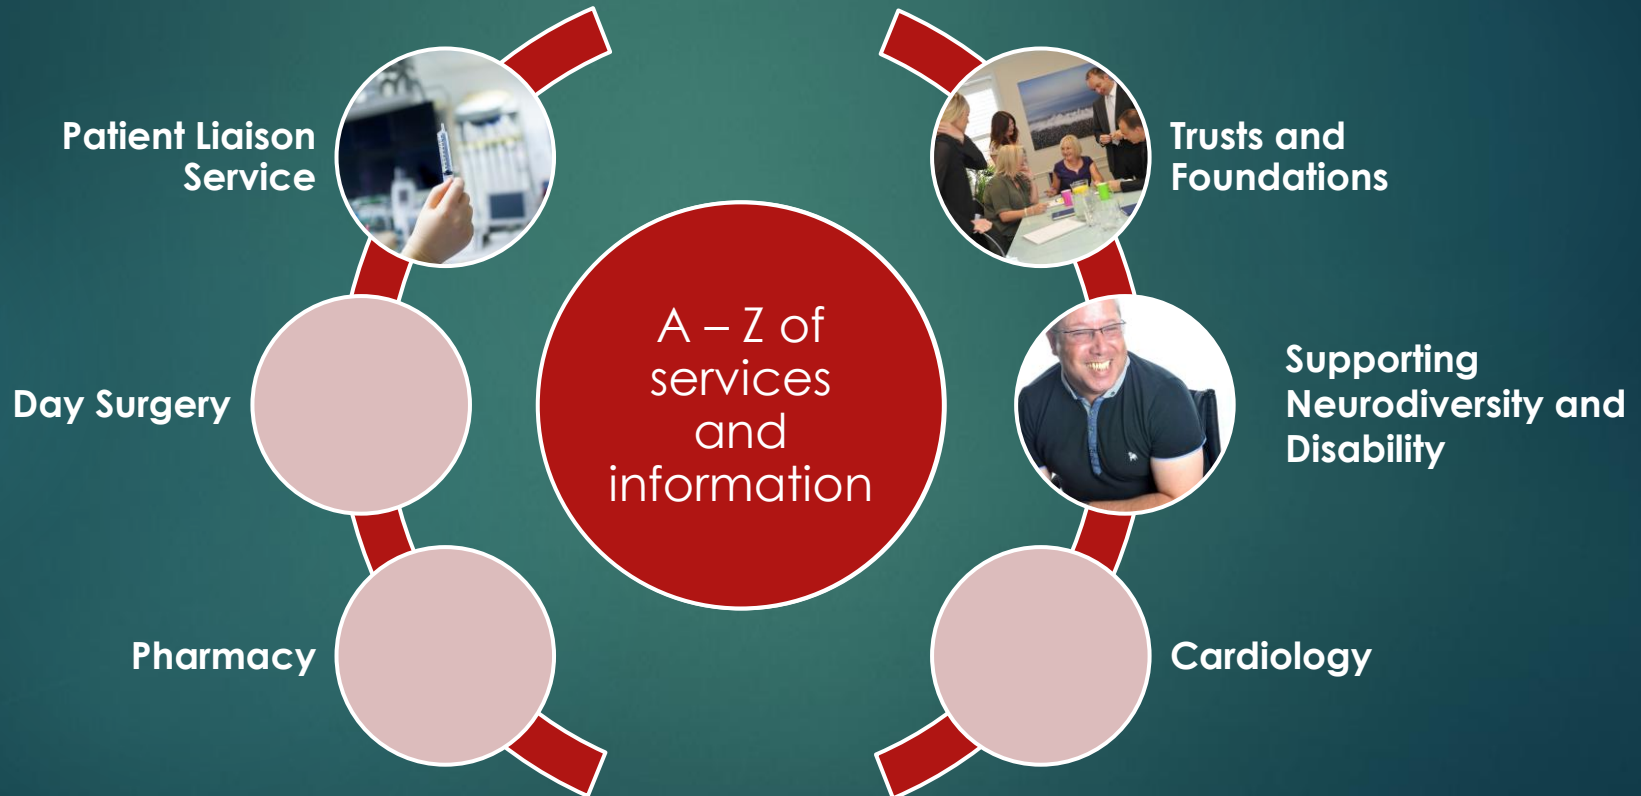 Patient Liaison
Service
Day Surgery
Pharmacy
A – Z of
services
and
information
Trusts and
Foundations
Supporting
Neurodiversity and
Disability
Cardiology